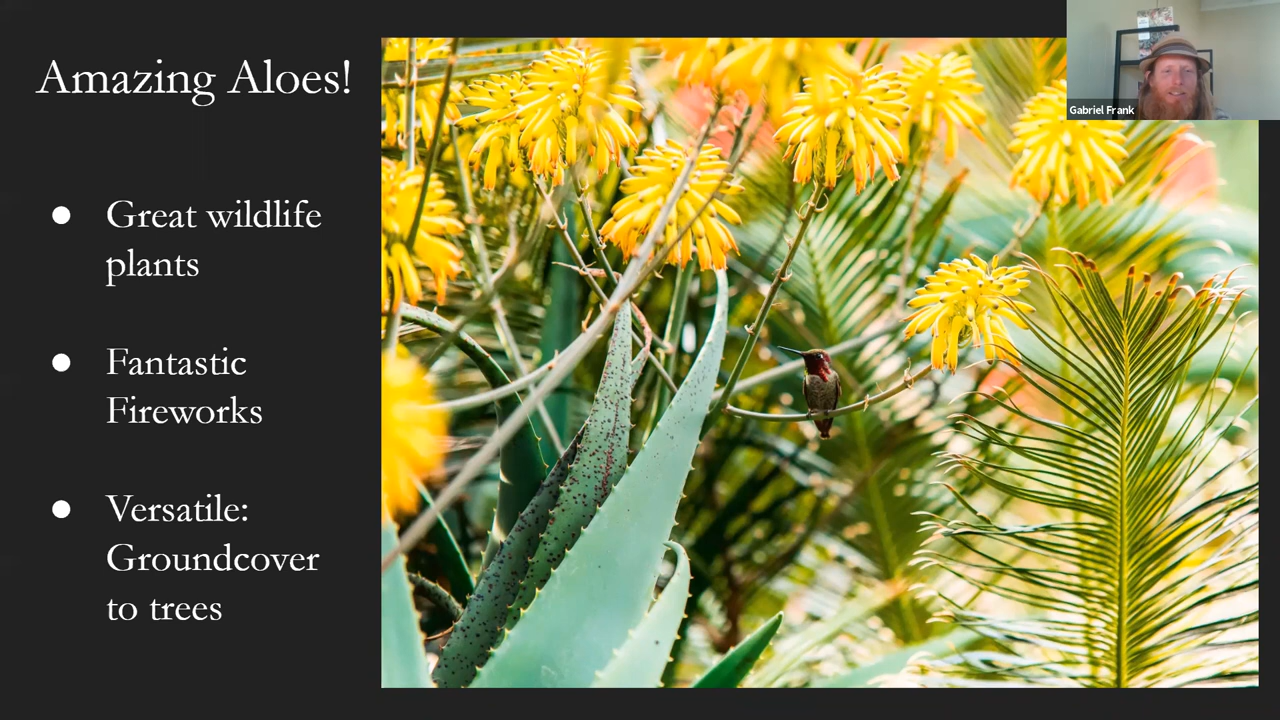 Amazing Aloes!
Gabriel Frank
● Great wildlife
plants
● Fantastic
Fireworks
● Versatile:
Groundcover
to trees